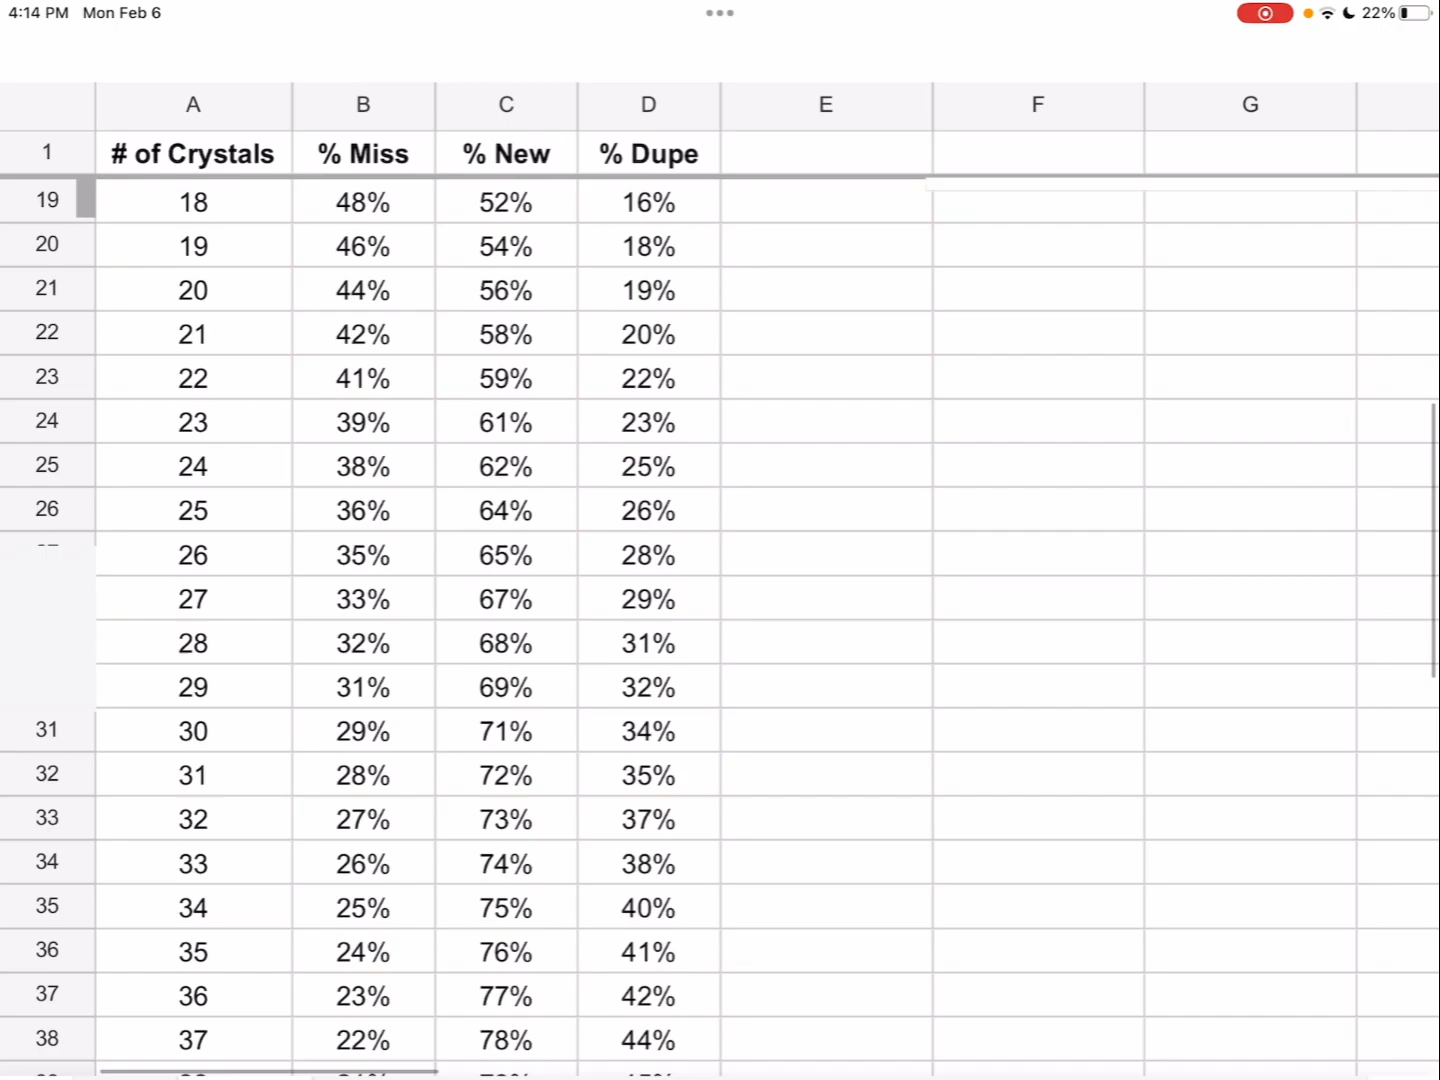 4:14 PM Mon Feb 6 22%
A B C D E F G
1 # of Crystals % Miss % New % Dupe
19 18 48% 52% 16%
20 19 46% 54% 18%
21 20 44% 56% 19%
22 21 42% 58% 20%
23 22 41% 59% 22%
24 23 39% 61% 23%
25 24 38% 62% 25%
26 25 36% 64% 26%
26 35% 65% 28%
27 33% 67% 29%
28 32% 68% 31%
29 31% 69% 32%
31 30 29% 71% 34%
32 31 28% 72% 35%
33 32 27% 73% 37%
34 33 26% 74% 38%
35 34 25% 75% 40%
36 35 24% 76% 41%
37 36 23% 77% 42%
38 37 22% 78% 44%